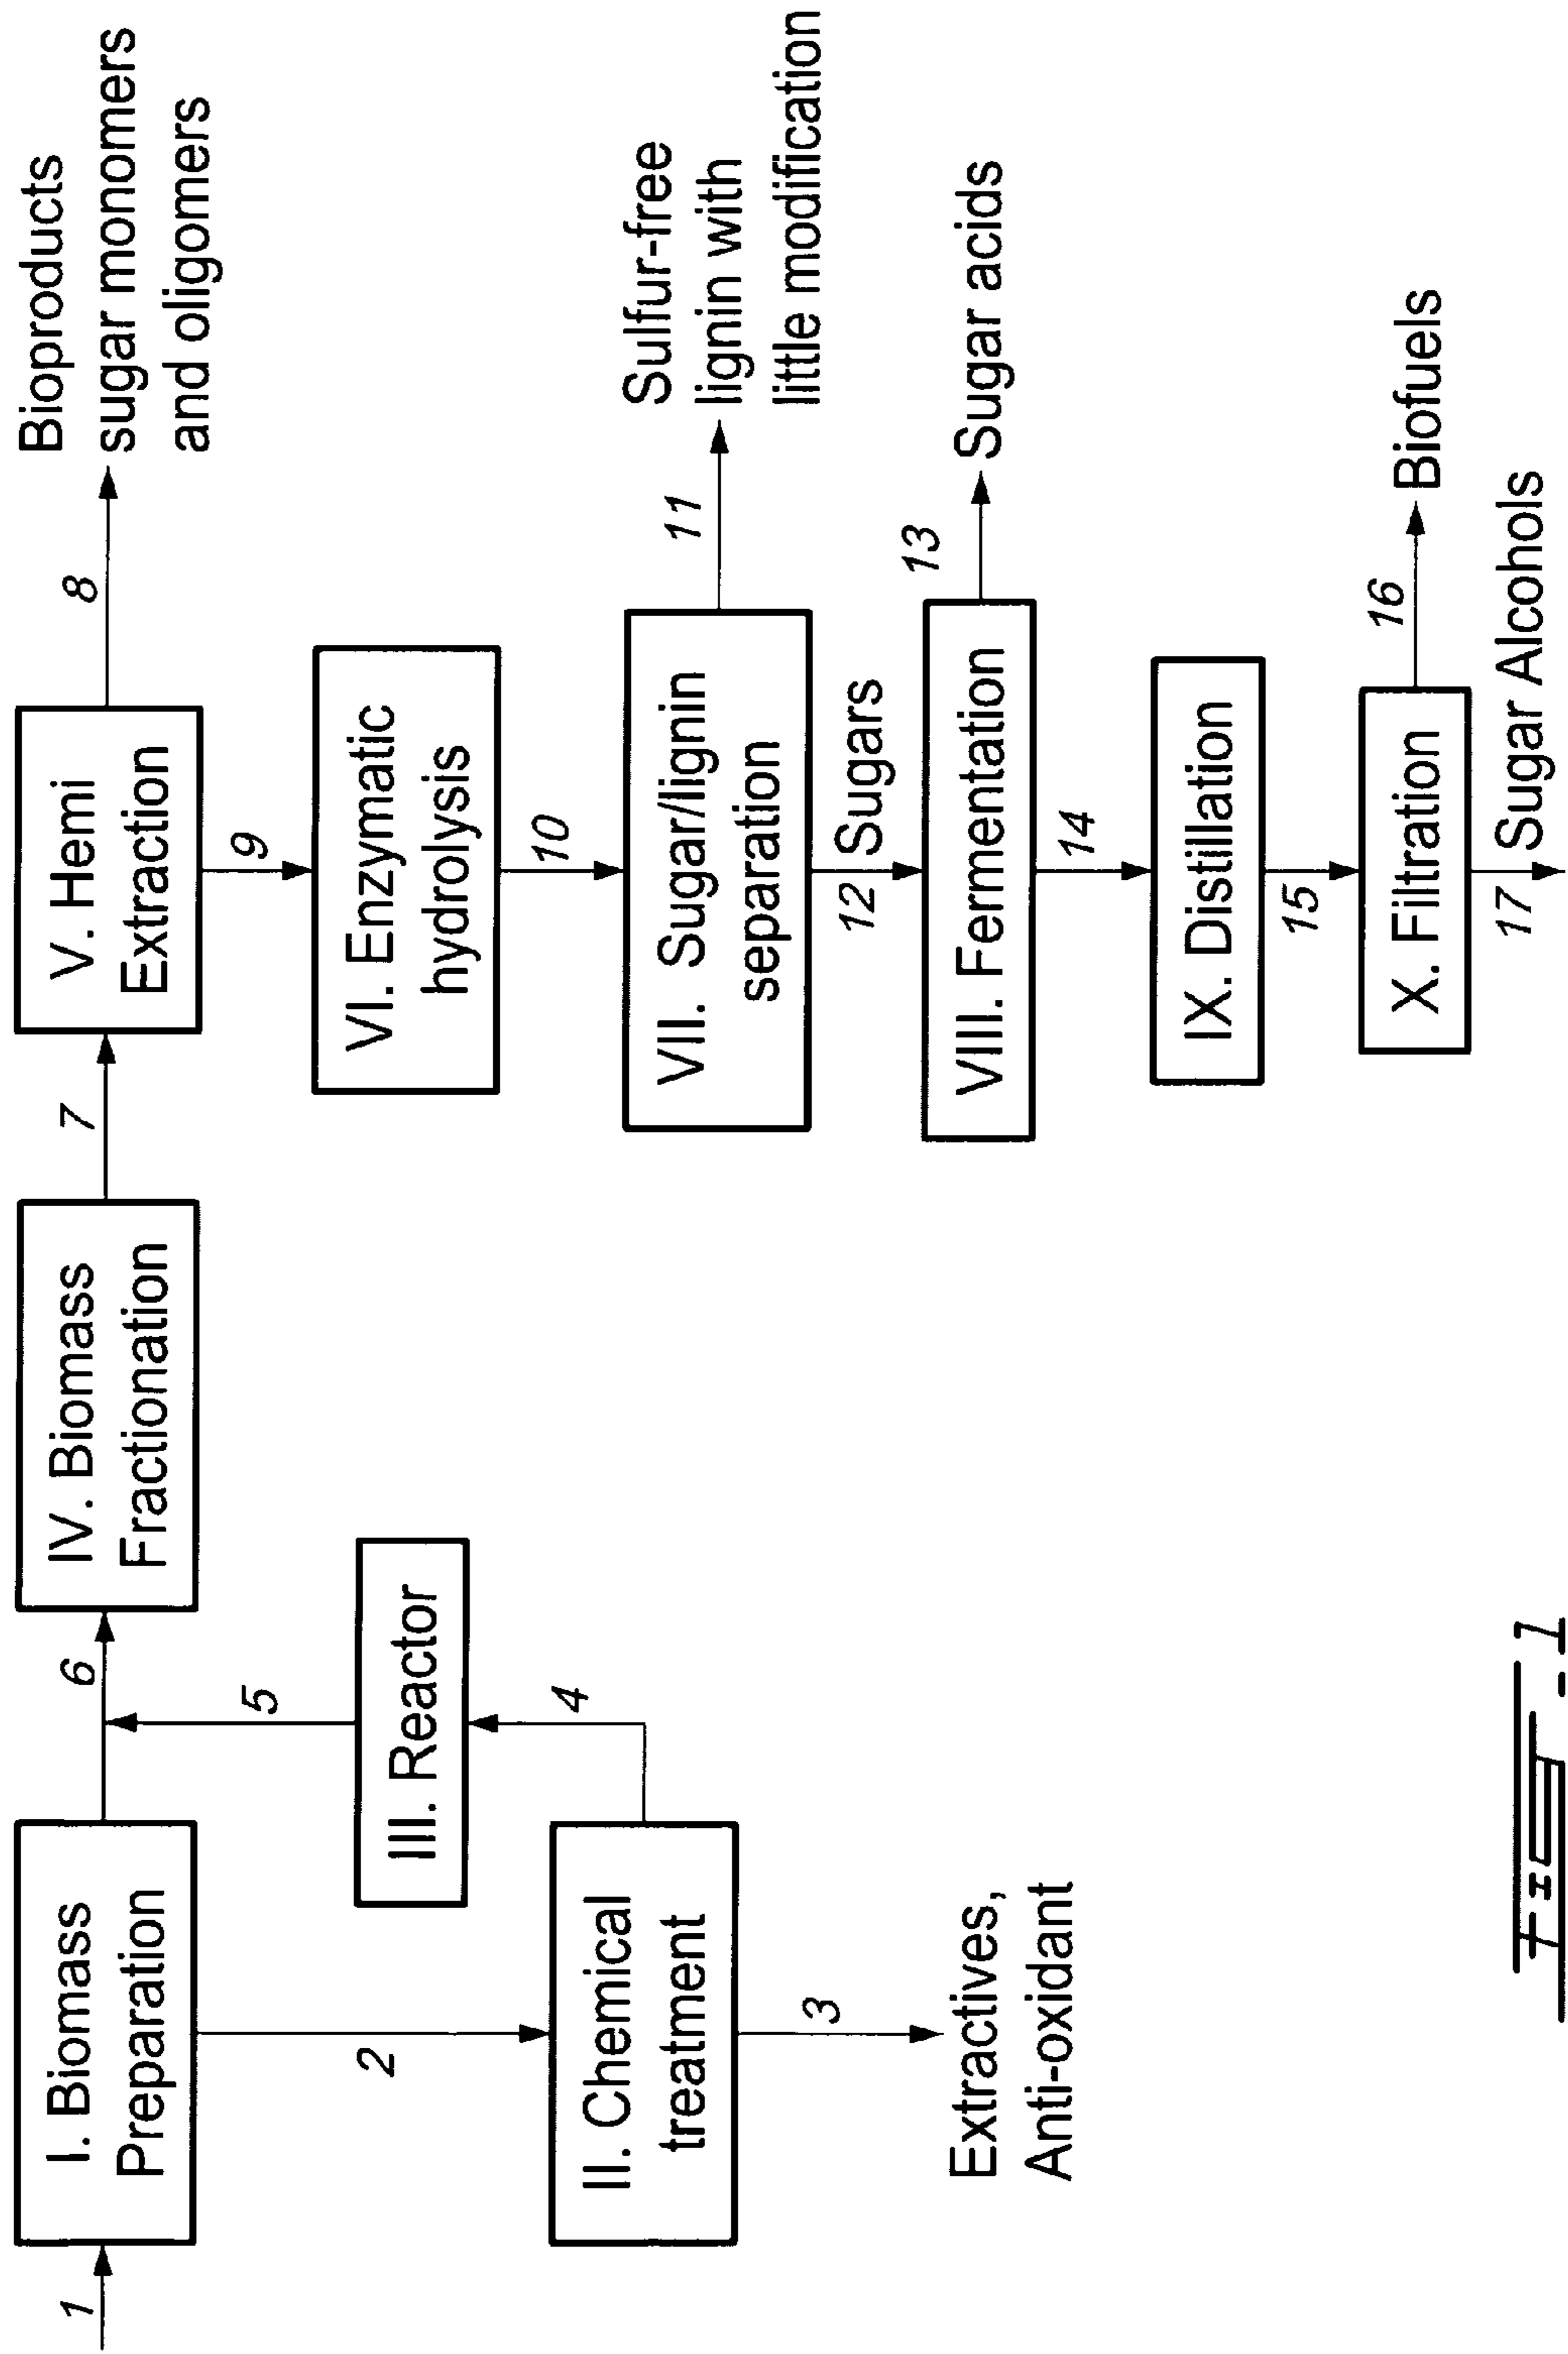 1
I. Biomass
Preparation
2
II. Chemical
treatment
3
Extractives,
Anti-oxidant
4
III. Reactor
5
6
IV. Biomass
Fractionation
7
V. Hemi
Extraction
8
Bioproducts
sugar monomers
and oligomers
9
VI. Enzymatic
hydrolysis
10
VII. Sugar/lignin
separation
11
Sulfur-free
lignin with
little modification
12
Sugars
VIII. Fermentation
13
Sugar acids
14
IX. Distillation
15
X. Filtration
16
Biofuels
17
Sugar Alcohols
Fig-1